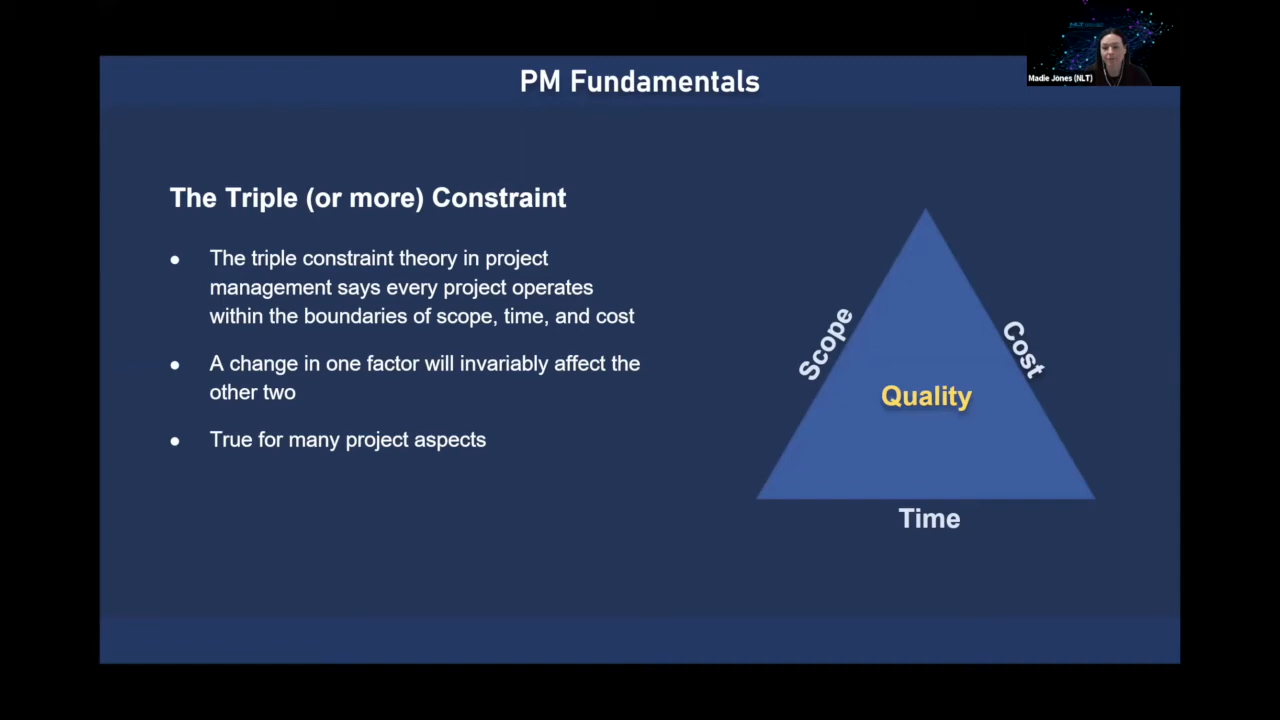 PM Fundamentals
NLT
Madie Jones (NLT)
The Triple (or more) Constraint
● The triple constraint theory in project
management says every project operates
within the boundaries of scope, time, and cost
● A change in one factor will invariably affect the
other two
● True for many project aspects
Scope
Cost
Quality
Time